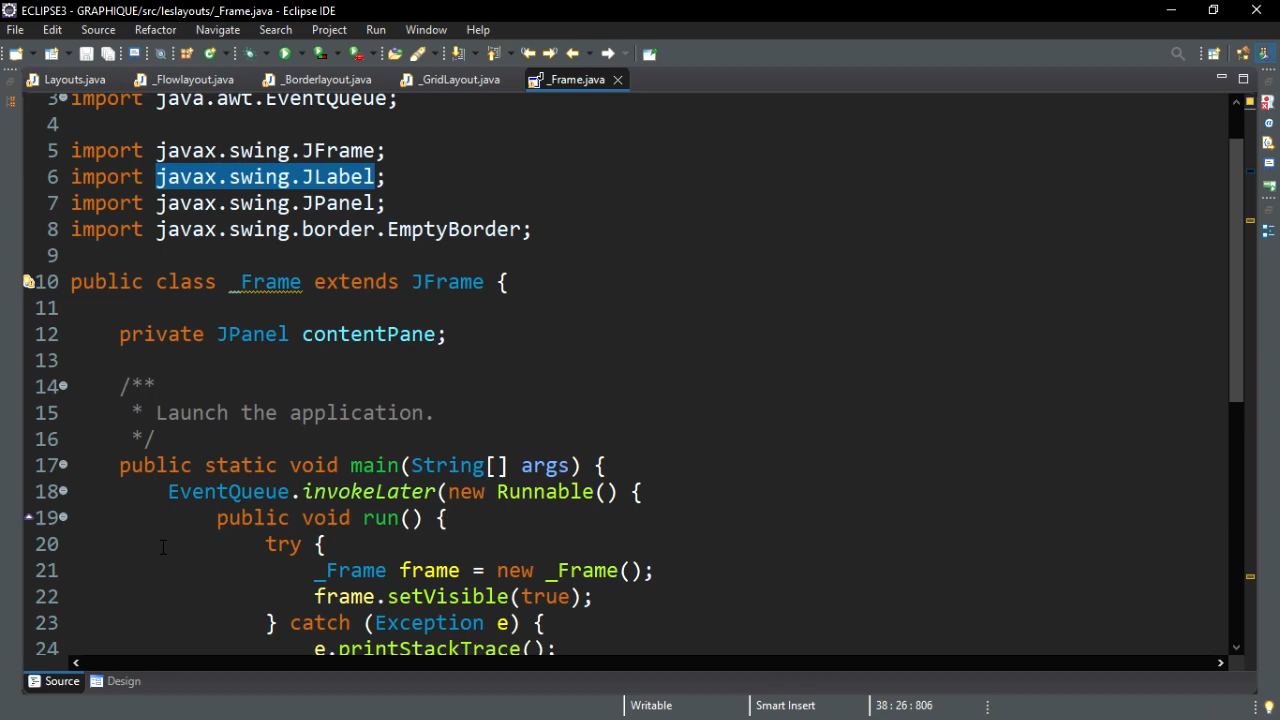 ECLIPSE3 - GRAPHIQUE/src/leslayouts/_Frame.java - Eclipse IDE
File Edit Source Refactor Navigate Search Project Run Window Help
Layouts.java _Flowlayout.java _Borderlayout.java _GridLayout.java _Frame.java
3 import java.awt.EventQueue;
4
5 import javax.swing.JFrame;
6 import javax.swing.JLabel;
7 import javax.swing.JPanel;
8 import javax.swing.border.EmptyBorder;
9
10 public class _Frame extends JFrame {
11
12 private JPanel contentPane;
13
14 /**
15 * Launch the application.
16 */
17 public static void main(String[] args) {
18 EventQueue.invokeLater(new Runnable() {
19 public void run() {
20 try {
21 _Frame frame = new _Frame();
22 frame.setVisible(true);
23 } catch (Exception e) {
24 e.printStackTrace();
Source Design
Writable Smart Insert 38 : 26 : 806